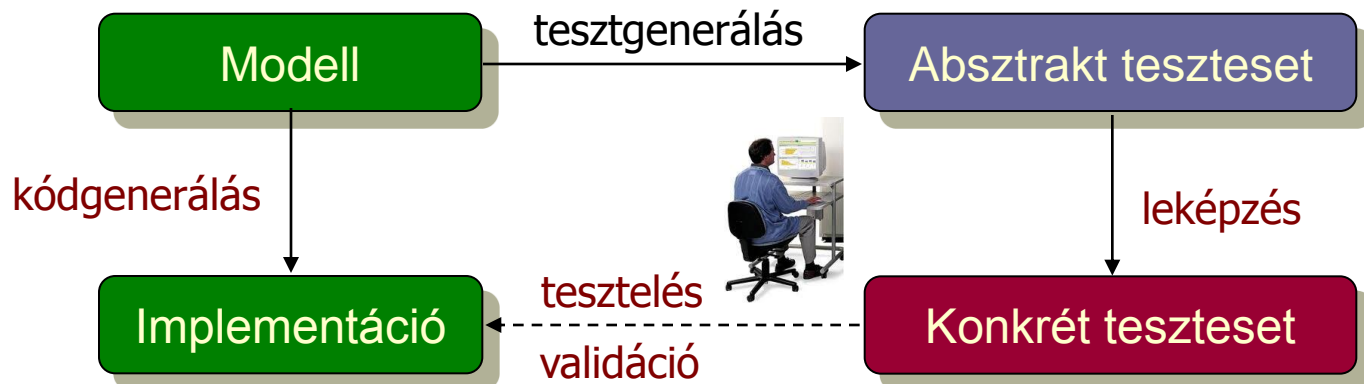 tesztgenerálás
Modell
Absztrakt teszteset
kódgenerálás
leképzés
tesztelés
Implementáció
Konkrét teszteset
validáció